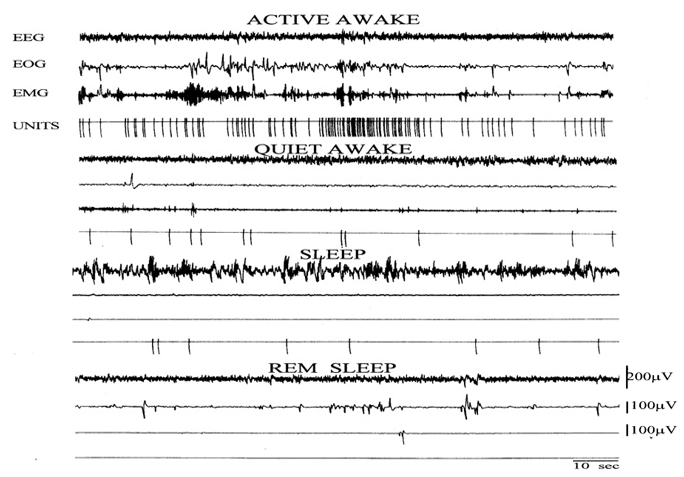 ACTIVE AWAKE
EEG
EOG
EMG
UNITS
QUIET AWAKE
SLEEP
REM SLEEP
200µV
100µV
100µV
10 sec